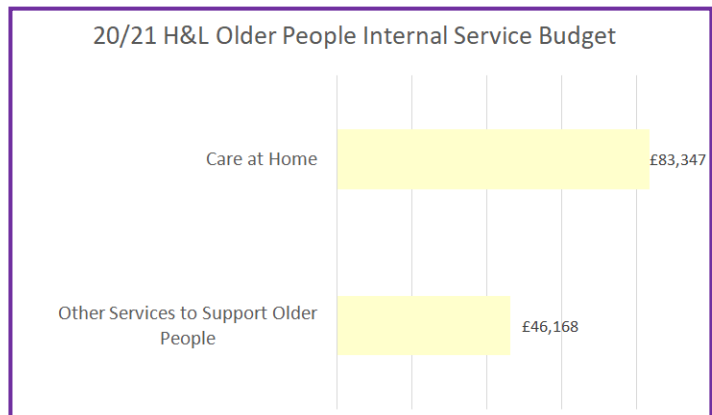 20/21 H&L Older People Internal Service Budget
Care at Home
£83,347
Other Services to Support Older
People
£46,168